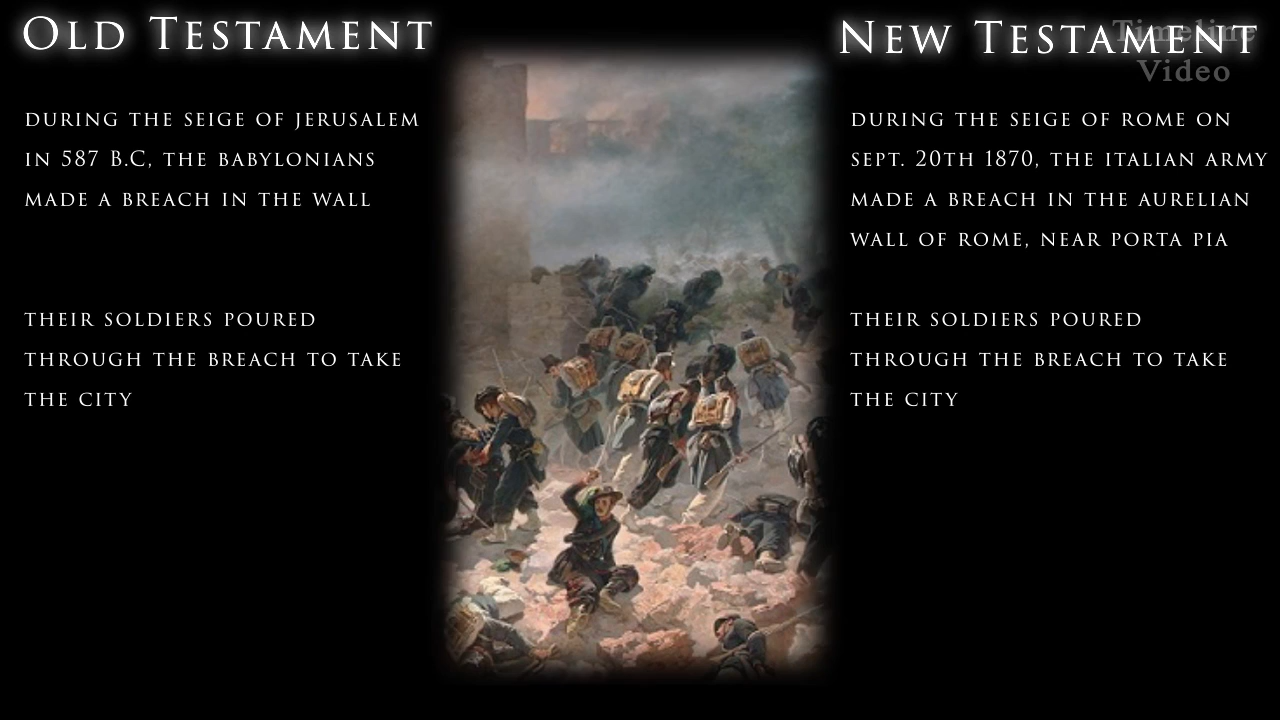 Old Testament
during the seige of jerusalem
in 587 b.c, the babylonians
made a breach in the wall
their soldiers poured
through the breach to take
the city
New Testament
Timeline
Video
during the seige of rome on
sept. 20th 1870, the italian army
made a breach in the aurelian
wall of rome, near porta pia
their soldiers poured
through the breach to take
the city